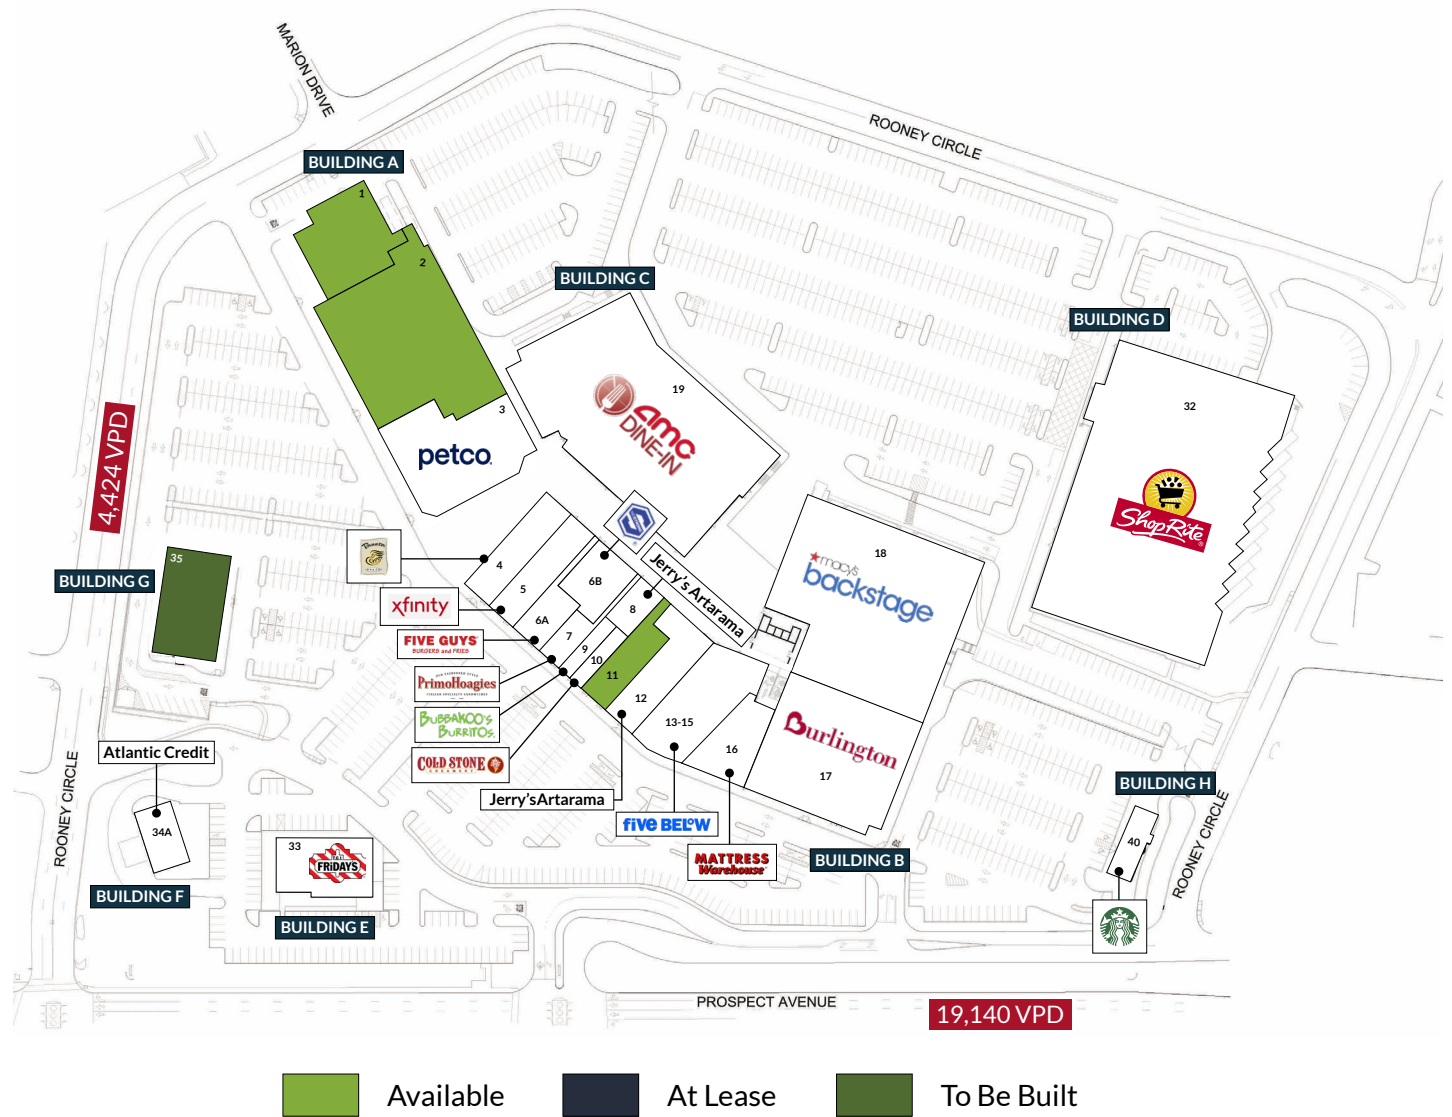 MARION DRIVE
ROONEY CIRCLE
BUILDING A
1
2
BUILDING C
BUILDING D
3
19
32
petco
amc
DINE-IN
ShopRite
4,424 VPD
35
BUILDING G
4
5
6A
6B
7
8
9
10
11
12
13-15
16
17
18
macy's
backstage
Burlington
Jerry's Artarama
xfinity
FIVE GUYS
BURGERS and FRIES
PrimoHoagies
BUBBAKOO'S
BURRITOS
COLD STONE
CREAMERY
Jerry'sArtarama
FIVE BELOW
MATTRESS
Warehouse
BUILDING B
Atlantic Credit
34A
BUILDING F
33
FRIDAYS
BUILDING E
BUILDING H
40
ROONEY CIRCLE
ROONEY CIRCLE
PROSPECT AVENUE
19,140 VPD
Available
At Lease
To Be Built